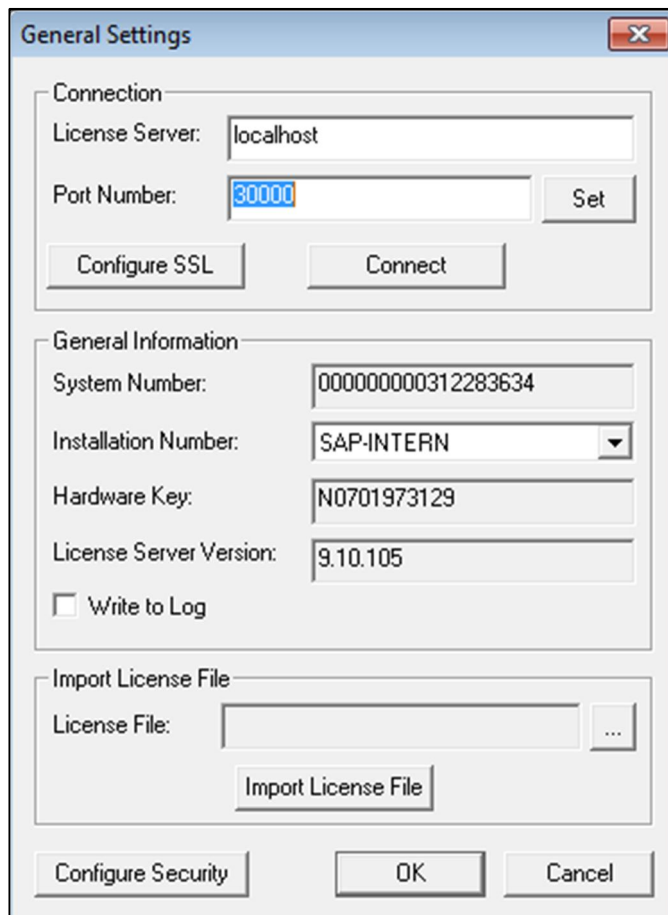 General Settings
Connection
License Server: localhost
Port Number: 30000 Set
Configure SSL Connect
General Information
System Number: 000000000312283634
Installation Number: SAP-INTERN
Hardware Key: N0701973129
License Server Version: 9.10.105
Write to Log
Import License File
License File: ...
Import License File
Configure Security OK Cancel